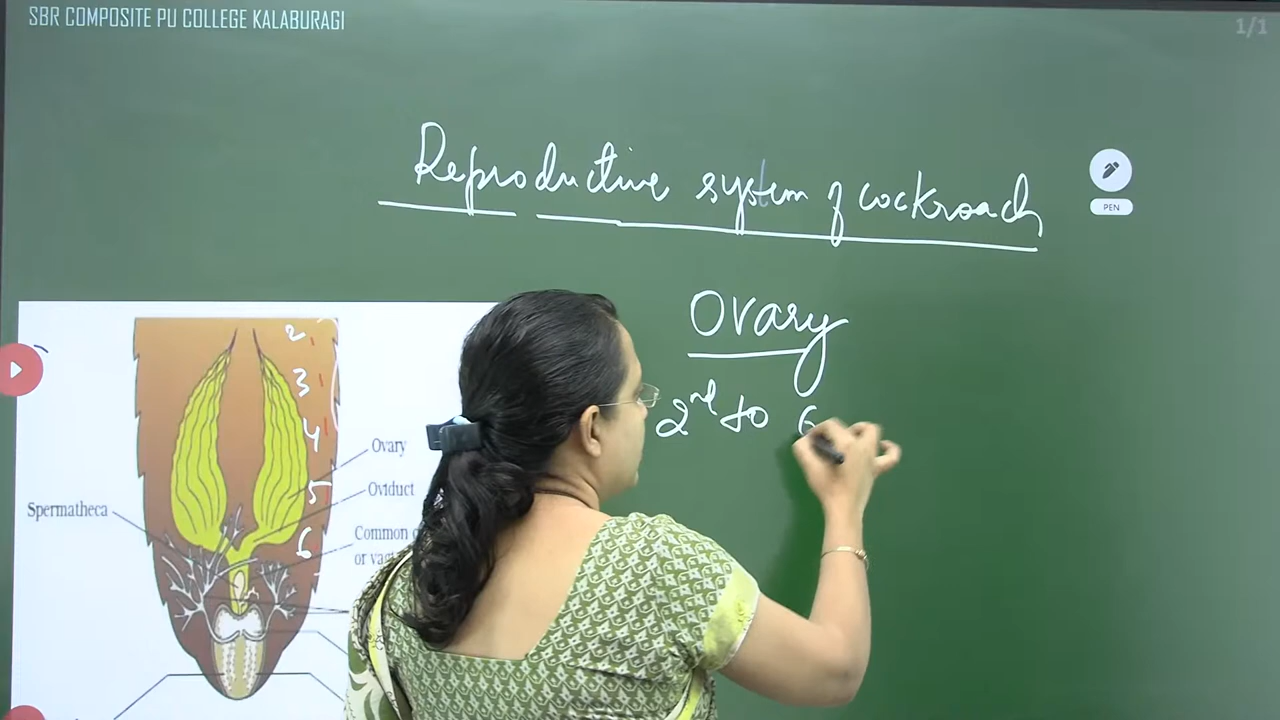 SBR COMPOSITE PU COLLEGE KALABURAGI
1/1
Reproductive system of cockroach
PEN
Ovary
2nd to 6
2
3
4
5
6
Ovary
Oviduct
Spermatheca
Common
or